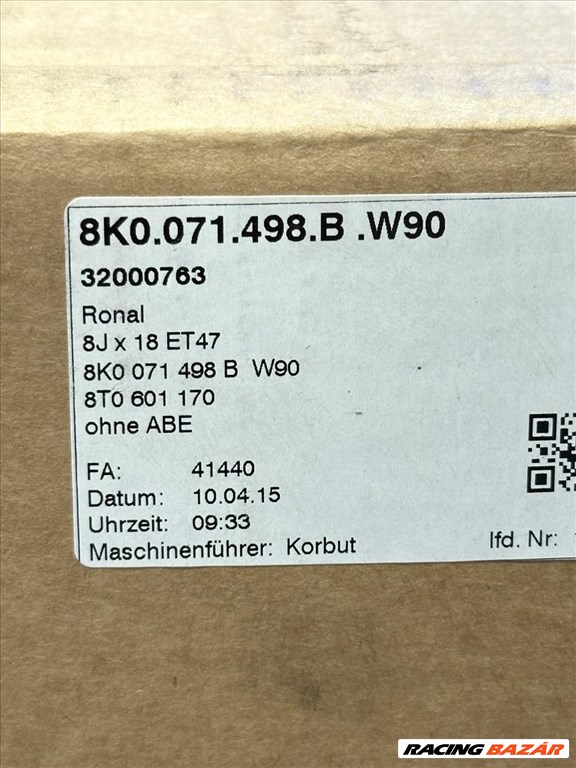 8K0.071.498.B .W90
32000763
Ronal
8J x 18 ET47
8K0 071 498 B W90
8T0 601 170
ohne ABE
FA: 41440
Datum: 10.04.15
Uhrzeit: 09:33
Maschinenführer: Korbut
lfd. Nr:
RACING BAZÁR